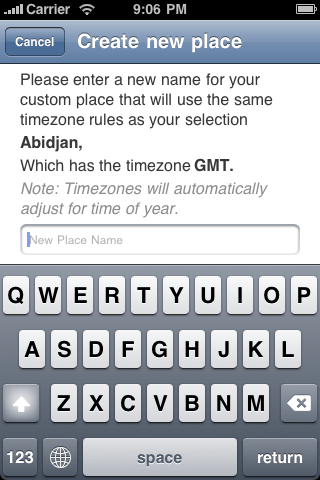 Carrier 9:06 PM
Cancel Create new place
Please enter a new name for your
custom place that will use the same
timezone rules as your selection
Abidjan,
Which has the timezone GMT.
Note: Timezones will automatically
adjust for time of year.
New Place Name
Q W E R T Y U I O P
A S D F G H J K L
Z X C V B N M
123 space return